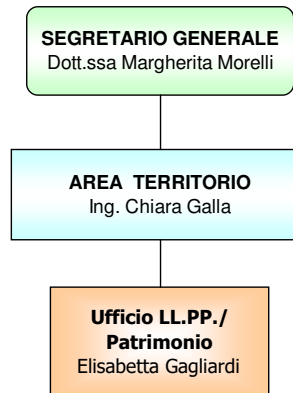 SEGRETARIO GENERALE
Dott.ssa Margherita Morelli
AREA TERRITORIO
Ing. Chiara Galla
Ufficio LL.PP./
Patrimonio
Elisabetta Gagliardi